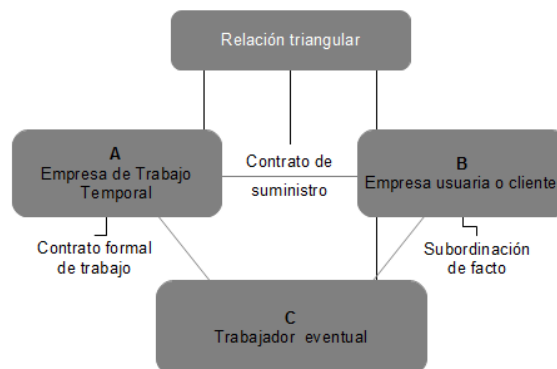 Relación triangular
A
Empresa de Trabajo
Temporal
Contrato de
suministro
B
Empresa usuaria o cliente
Contrato formal
de trabajo
Subordinación
de facto
C
Trabajador eventual